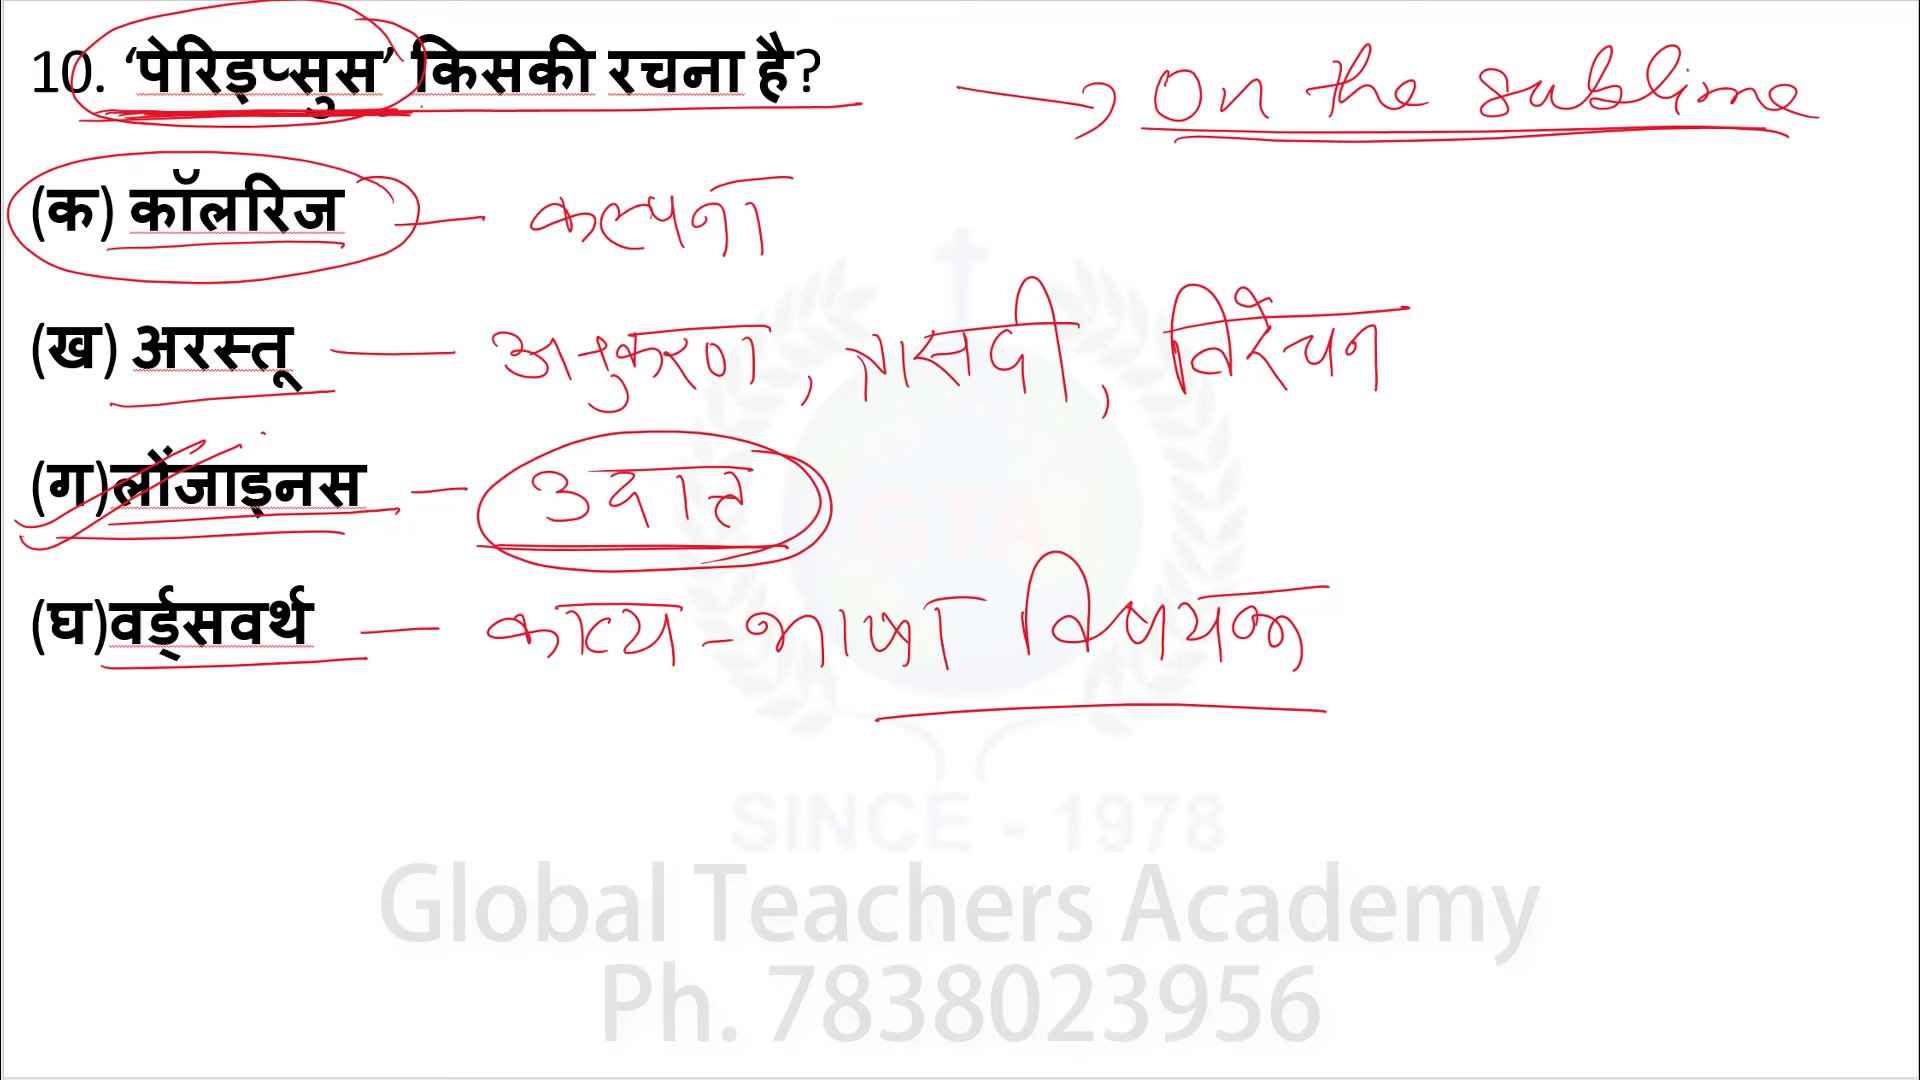 10. ‘पेरिइप्सुस’ किसकी रचना है? On the sublime
(क) कॉलरिज – कल्पना
(ख) अरस्तू – अनुकरण, त्रासदी, विरेचन
(ग)लोंजाइनस – उदात्त
(घ)वर्ड्सवर्थ – काव्य-भाषा विषयक
GTA
SINCE - 1978
Global Teachers Academy
Ph. 7838023956